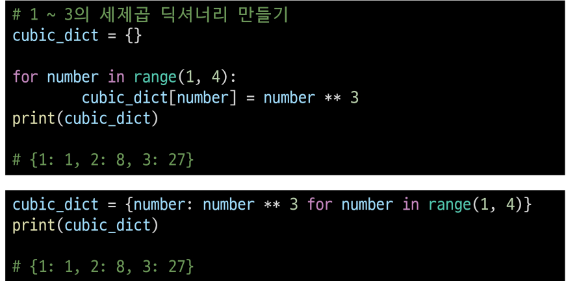 # 1 ~ 3의 세제곱 딕셔너리 만들기
cubic_dict = {}
for number in range(1, 4):
        cubic_dict[number] = number ** 3
print(cubic_dict)
# {1: 1, 2: 8, 3: 27}
cubic_dict = {number: number ** 3 for number in range(1, 4)}
print(cubic_dict)
# {1: 1, 2: 8, 3: 27}